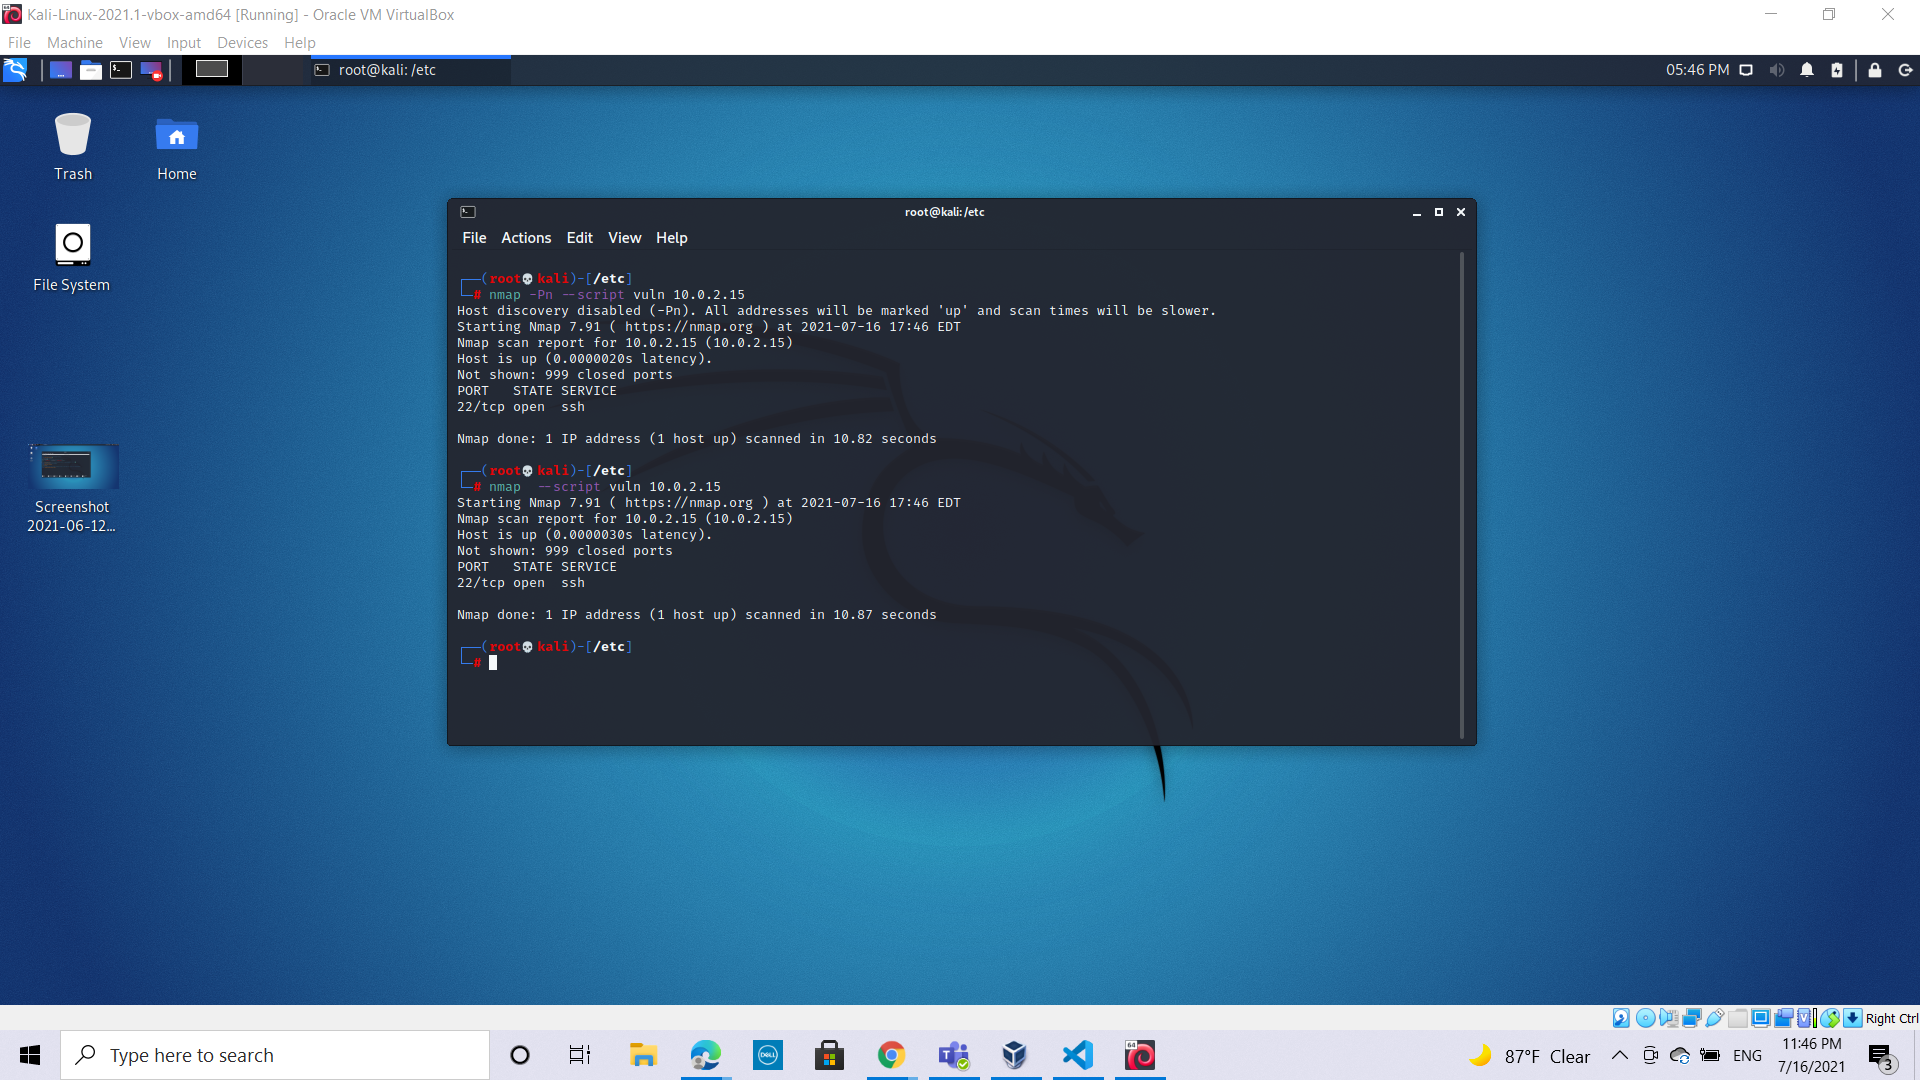 Kali-Linux-2021.1-vbox-amd64 [Running] - Oracle VM VirtualBox
File Machine View Input Devices Help
root@kali: /etc
05:46 PM
Trash
Home
File System
Screenshot
2021-06-12...
root@kali: /etc
File Actions Edit View Help
┌──(root💀kali)-[/etc]
└─# nmap -Pn --script vuln 10.0.2.15
Host discovery disabled (-Pn). All addresses will be marked 'up' and scan times will be slower.
Starting Nmap 7.91 ( https://nmap.org ) at 2021-07-16 17:46 EDT
Nmap scan report for 10.0.2.15 (10.0.2.15)
Host is up (0.0000020s latency).
Not shown: 999 closed ports
PORT   STATE SERVICE
22/tcp open  ssh
Nmap done: 1 IP address (1 host up) scanned in 10.82 seconds
┌──(root💀kali)-[/etc]
└─# nmap  --script vuln 10.0.2.15
Starting Nmap 7.91 ( https://nmap.org ) at 2021-07-16 17:46 EDT
Nmap scan report for 10.0.2.15 (10.0.2.15)
Host is up (0.0000030s latency).
Not shown: 999 closed ports
PORT   STATE SERVICE
22/tcp open  ssh
Nmap done: 1 IP address (1 host up) scanned in 10.87 seconds
┌──(root💀kali)-[/etc]
└─#
Right Ctrl
Type here to search
DELL
64
87°F Clear
ENG
11:46 PM
7/16/2021
3